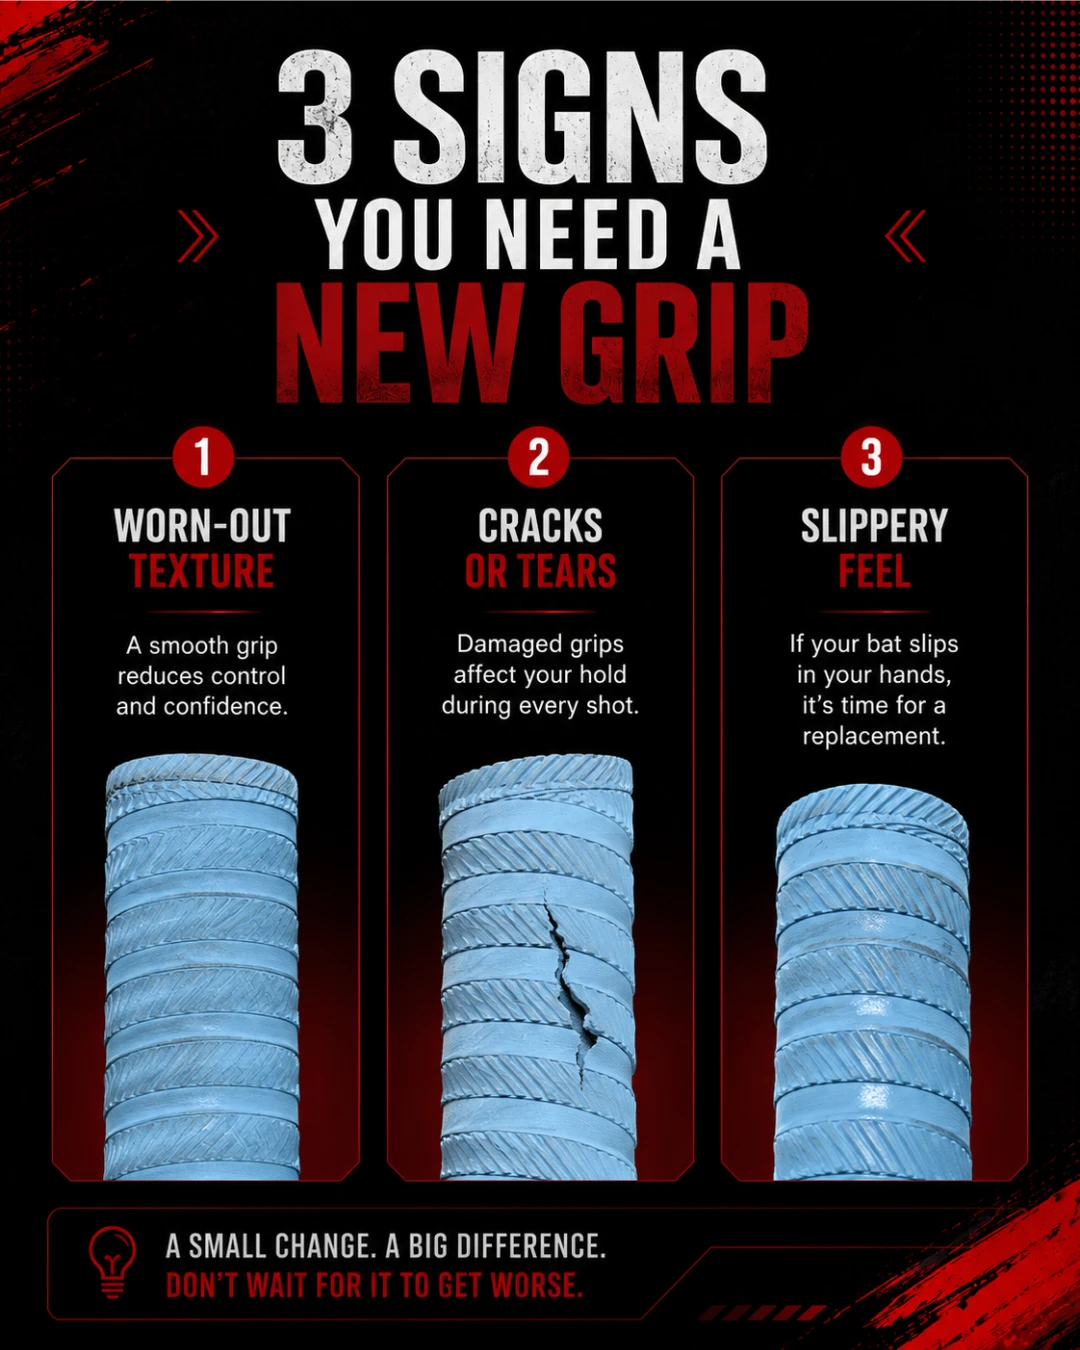 3 SIGNS
YOU NEED A
NEW GRIP
1
WORN-OUT
TEXTURE
A smooth grip
reduces control
and confidence.
2
CRACKS
OR TEARS
Damaged grips
affect your hold
during every shot.
3
SLIPPERY
FEEL
If your bat slips
in your hands,
it’s time for a
replacement.
A SMALL CHANGE. A BIG DIFFERENCE.
DON’T WAIT FOR IT TO GET WORSE.